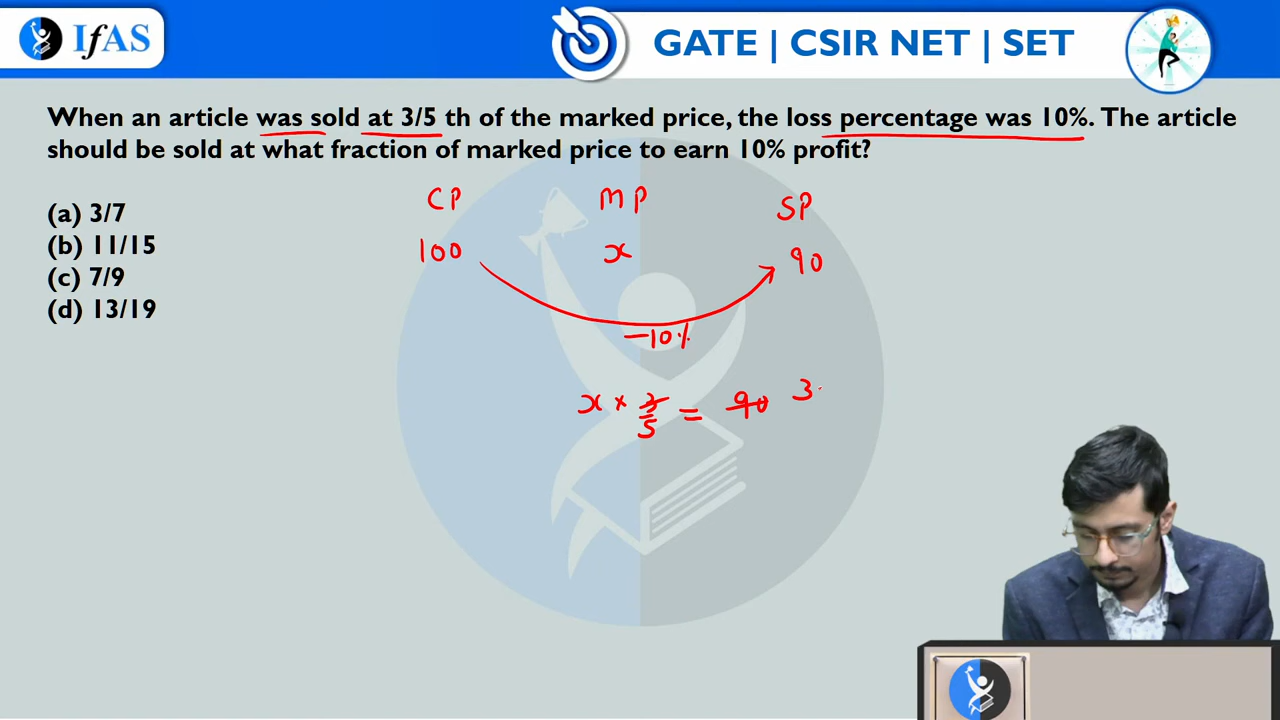 IfAS
GATE | CSIR NET | SET
When an article was sold at 3/5 th of the marked price, the loss percentage was 10%. The article
should be sold at what fraction of marked price to earn 10% profit?
(a) 3/7
(b) 11/15
(c) 7/9
(d) 13/19
CP MP SP
100 x 90
-10%
x × 3/5 = 90 3